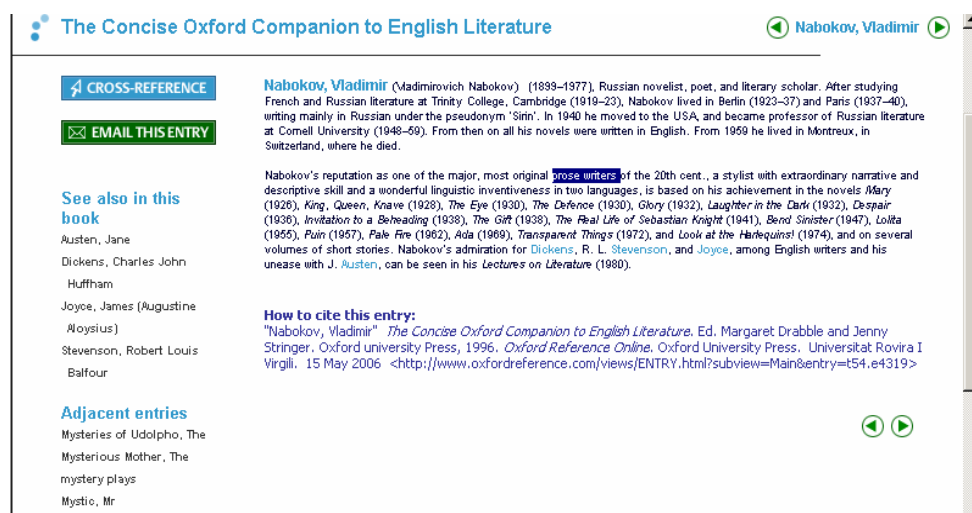 The Concise Oxford Companion to English Literature
Nabokov, Vladimir
CROSS-REFERENCE
EMAIL THIS ENTRY
See also in this
book
Austen, Jane
Dickens, Charles John
Huffham
Joyce, James (Augustine
Aloysius)
Stevenson, Robert Louis
Balfour
Adjacent entries
Mysteries of Udolpho, The
Mysterious Mother, The
mystery plays
Mystic, Mr
Nabokov, Vladimir (Vladimirovich Nabokov) (1899–1977), Russian novelist, poet, and literary scholar. After studying
French and Russian literature at Trinity College, Cambridge (1919–23), Nabokov lived in Berlin (1923–37) and Paris (1937–40),
writing mainly in Russian under the pseudonym 'Sirin'. In 1940 he moved to the USA, and became professor of Russian literature
at Cornell University (1948–59). From then on all his novels were written in English. From 1959 he lived in Montreux, in
Switzerland, where he died.
Nabokov's reputation as one of the major, most original prose writers of the 20th cent., a stylist with extraordinary narrative and
descriptive skill and a wonderful linguistic inventiveness in two languages, is based on his achievement in the novels Mary
(1926), King, Queen, Knave (1928), The Eye (1930), The Defence (1930), Glory (1932), Laughter in the Dark (1932), Despair
(1936), Invitation to a Beheading (1938), The Gift (1938), The Real Life of Sebastian Knight (1941), Bend Sinister (1947), Lolita
(1955), Pnin (1957), Pale Fire (1962), Ada (1969), Transparent Things (1972), and Look at the Harlequins! (1974), and on several
volumes of short stories. Nabokov's admiration for Dickens, R. L. Stevenson, and Joyce, among English writers and his
unease with J. Austen, can be seen in his Lectures on Literature (1980).
How to cite this entry:
"Nabokov, Vladimir" The Concise Oxford Companion to English Literature. Ed. Margaret Drabble and Jenny
Stringer. Oxford university Press, 1996. Oxford Reference Online. Oxford University Press. Universitat Rovira I
Virgili. 15 May 2006 <http://www.oxfordreference.com/views/ENTRY.html?subview=Main&entry=t54.e4319>